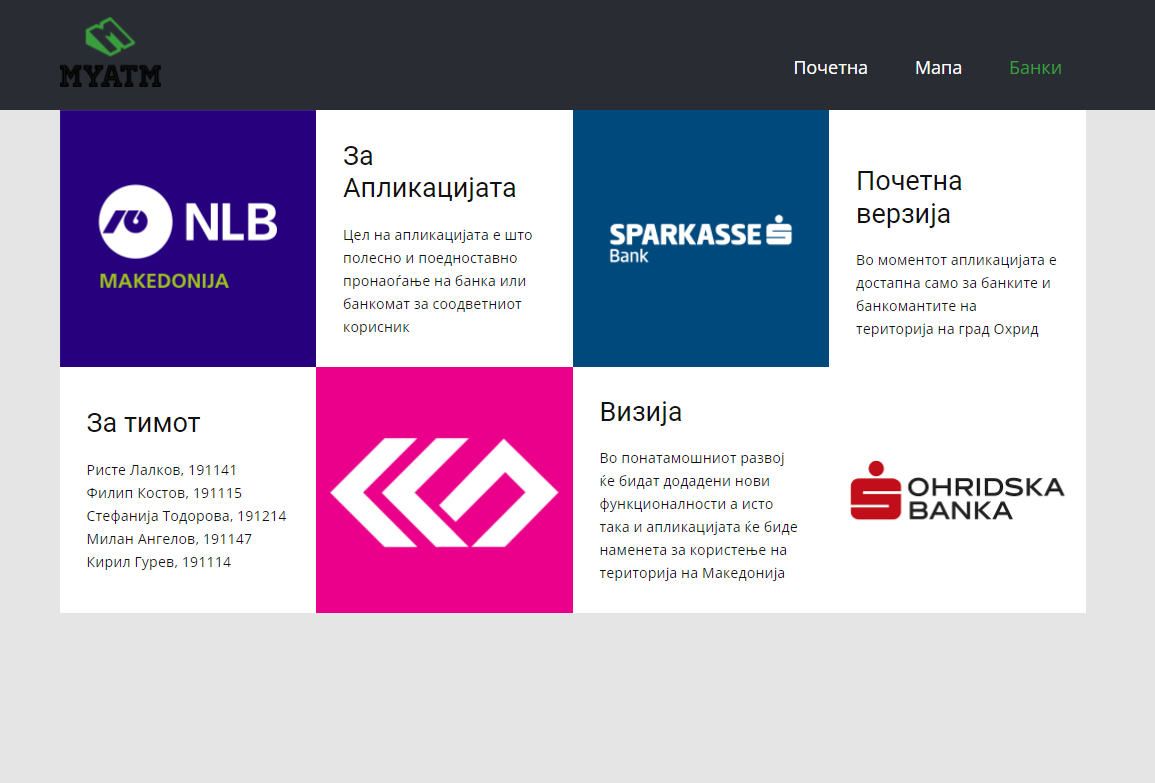 MYATM
Почетна
Мапа
Банки
NLB
MAKEDONIJA
За
Апликацијата
Цел на апликацијата е што
полесно и поедноставно
пронаоѓање на банка или
банкомат за соодветниот
корисник
SPARKASSE
Bank
Почетна
верзија
Во моментот апликацијата е
достапна само за банките и
банкомантите на
територија на град Охрид
За тимот
Ристе Лалков, 191141
Филип Костов, 191115
Стефанија Тодорова, 191214
Милан Ангелов, 191147
Кирил Гурев, 191114
Визија
Во понатамошниот развој
ќе бидат додадени нови
функционалности а исто
така и апликацијата ќе биде
наменета за користење на
територија на Македонија
OHRIDSKA
BANKA